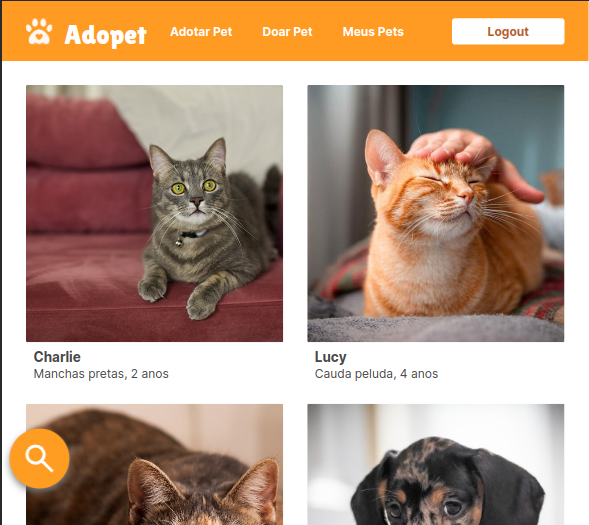 Adopet
Adotar Pet
Doar Pet
Meus Pets
Logout
Charlie
Manchas pretas, 2 anos
Lucy
Cauda peluda, 4 anos